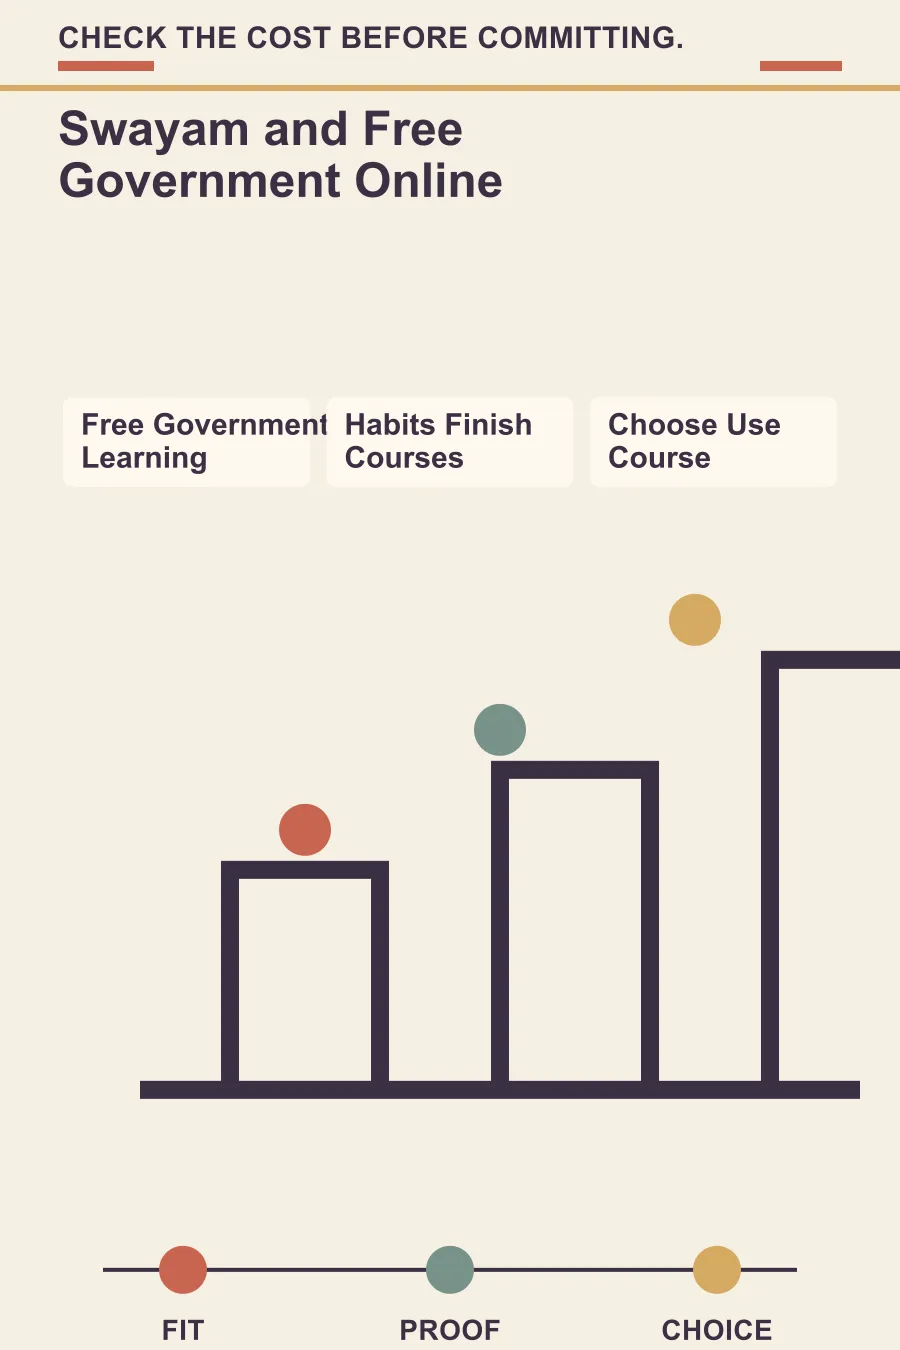 CHECK THE COST BEFORE COMMITTING.
Swayam and Free
Government Online
Free Government
Learning
Habits Finish
Courses
Choose Use
Course
FIT
PROOF
CHOICE